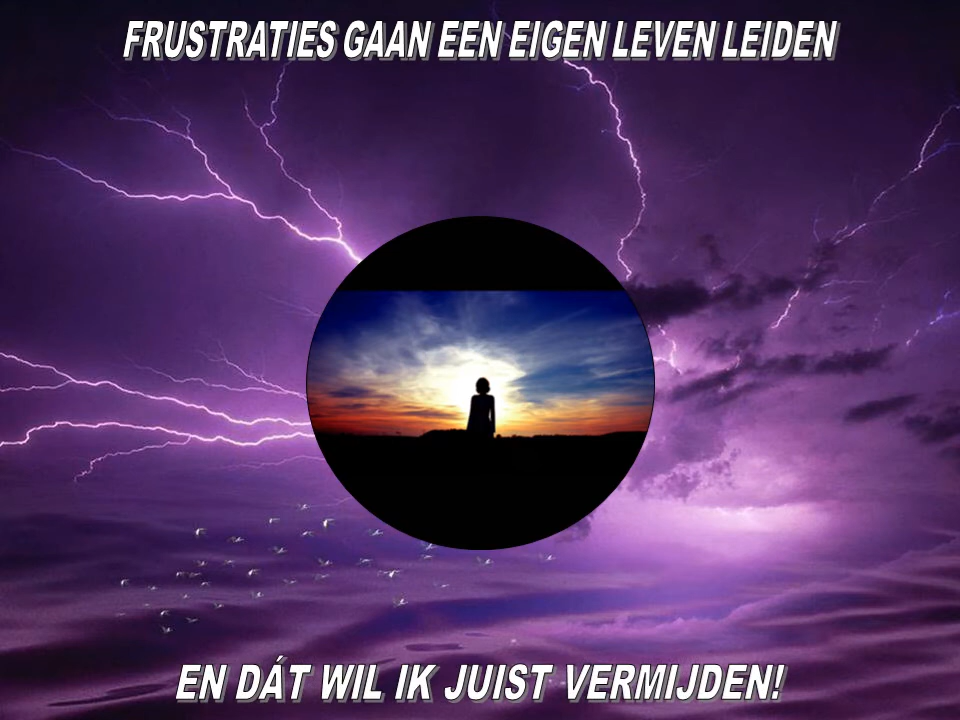 FRUSTRATIES GAAN EEN EIGEN LEVEN LEIDEN
EN DÁT WIL IK JUIST VERMIJDEN!